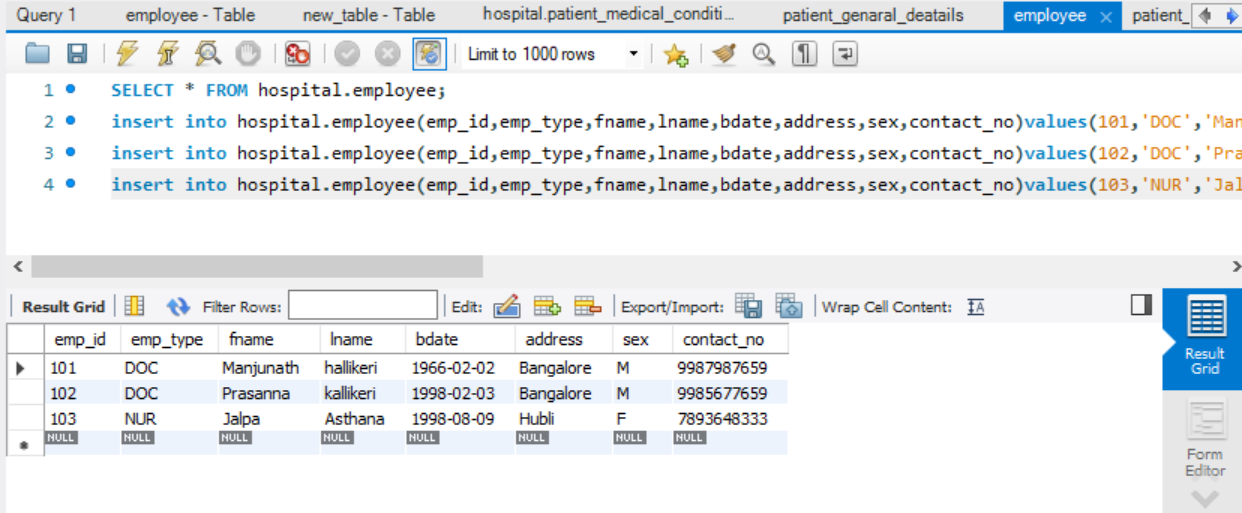 Query 1 employee - Table new_table - Table hospital.patient_medical_conditi... patient_genaral_deatails employee patient_
Limit to 1000 rows
1 SELECT * FROM hospital.employee;
2 insert into hospital.employee(emp_id,emp_type,fname,lname,bdate,address,sex,contact_no)values(101,'DOC','Man
3 insert into hospital.employee(emp_id,emp_type,fname,lname,bdate,address,sex,contact_no)values(102,'DOC','Pra
4 insert into hospital.employee(emp_id,emp_type,fname,lname,bdate,address,sex,contact_no)values(103,'NUR','Jal
Result Grid Filter Rows: Edit: Export/Import: Wrap Cell Content: IA
emp_id emp_type fname lname bdate address sex contact_no
101 DOC Manjunath hallikeri 1966-02-02 Bangalore M 9987987659
102 DOC Prasanna kallikeri 1998-02-03 Bangalore M 9985677659
103 NUR Jalpa Asthana 1998-08-09 Hubli F 7893648333
NULL NULL NULL NULL NULL NULL NULL NULL
Result
Grid
Form
Editor